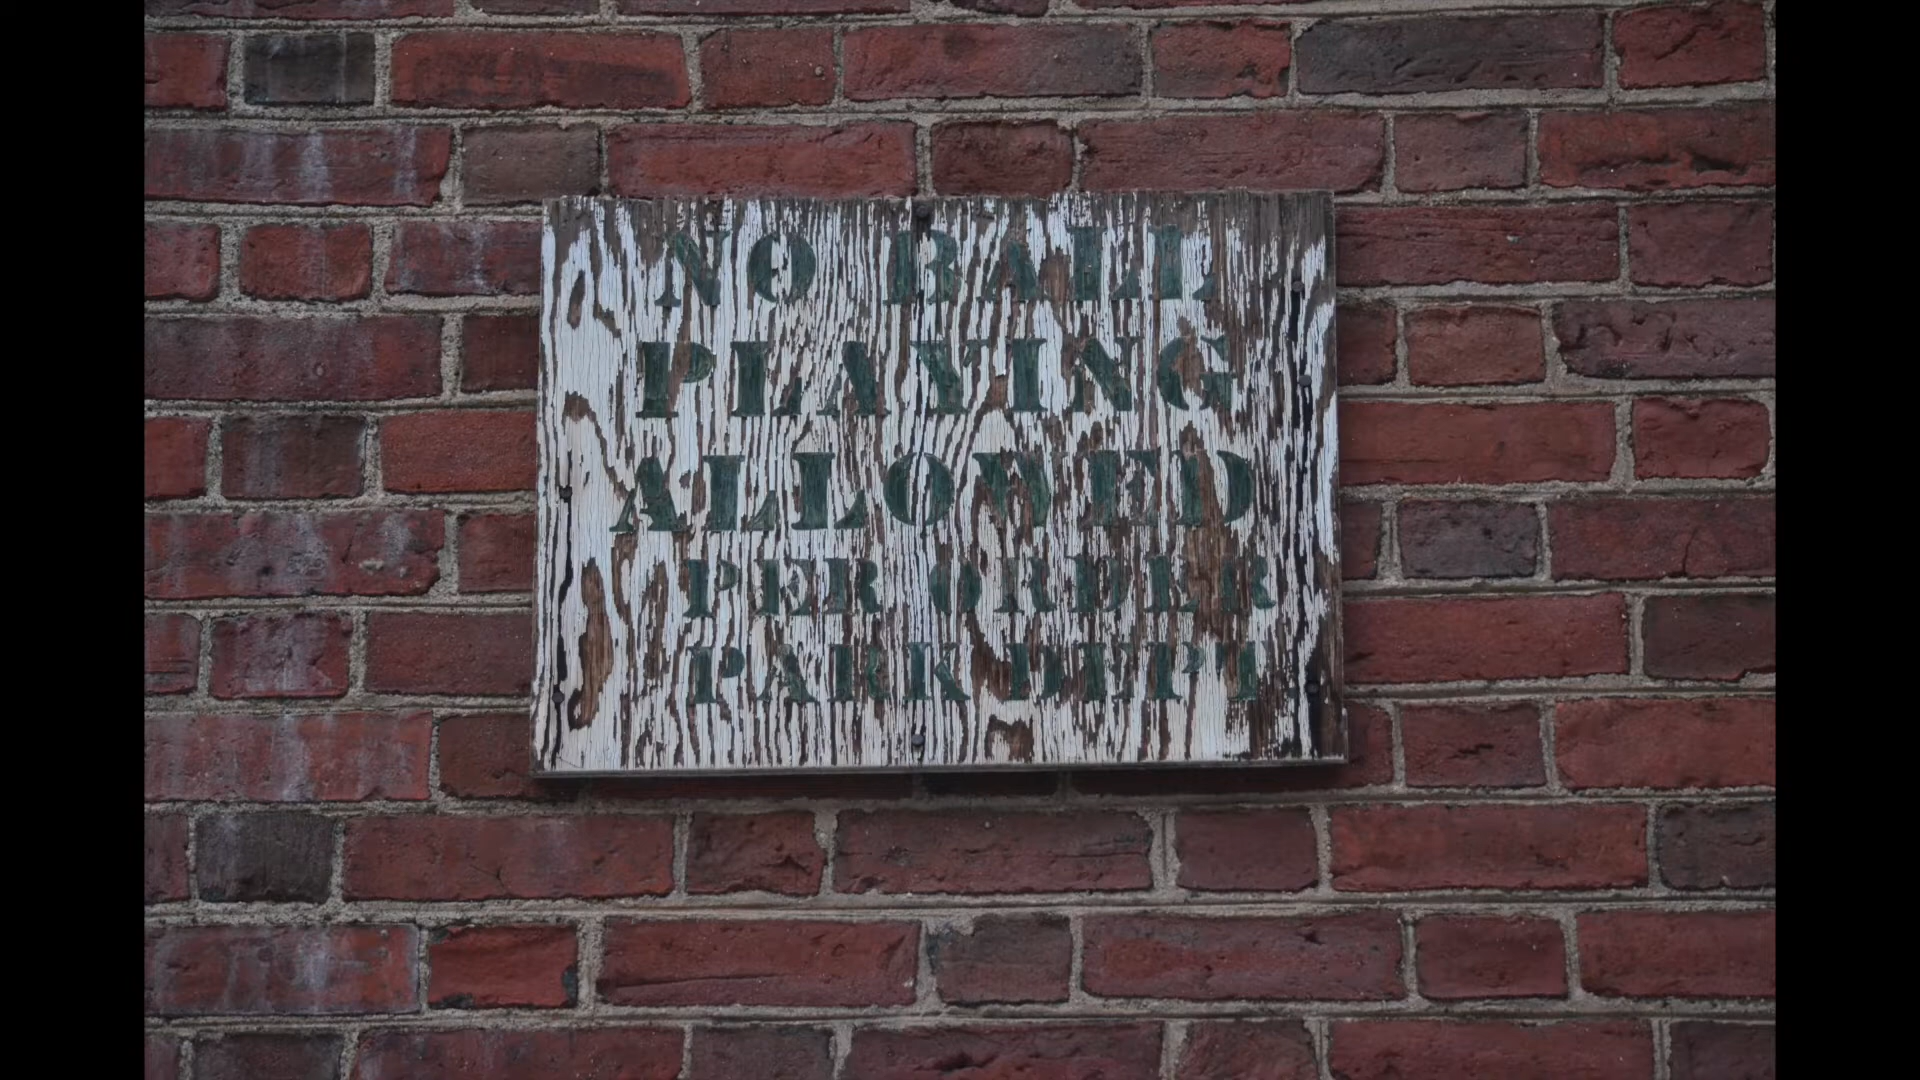 NO BALL
PLAYING
ALLOWED
PER ORDER
PARK DEPT.